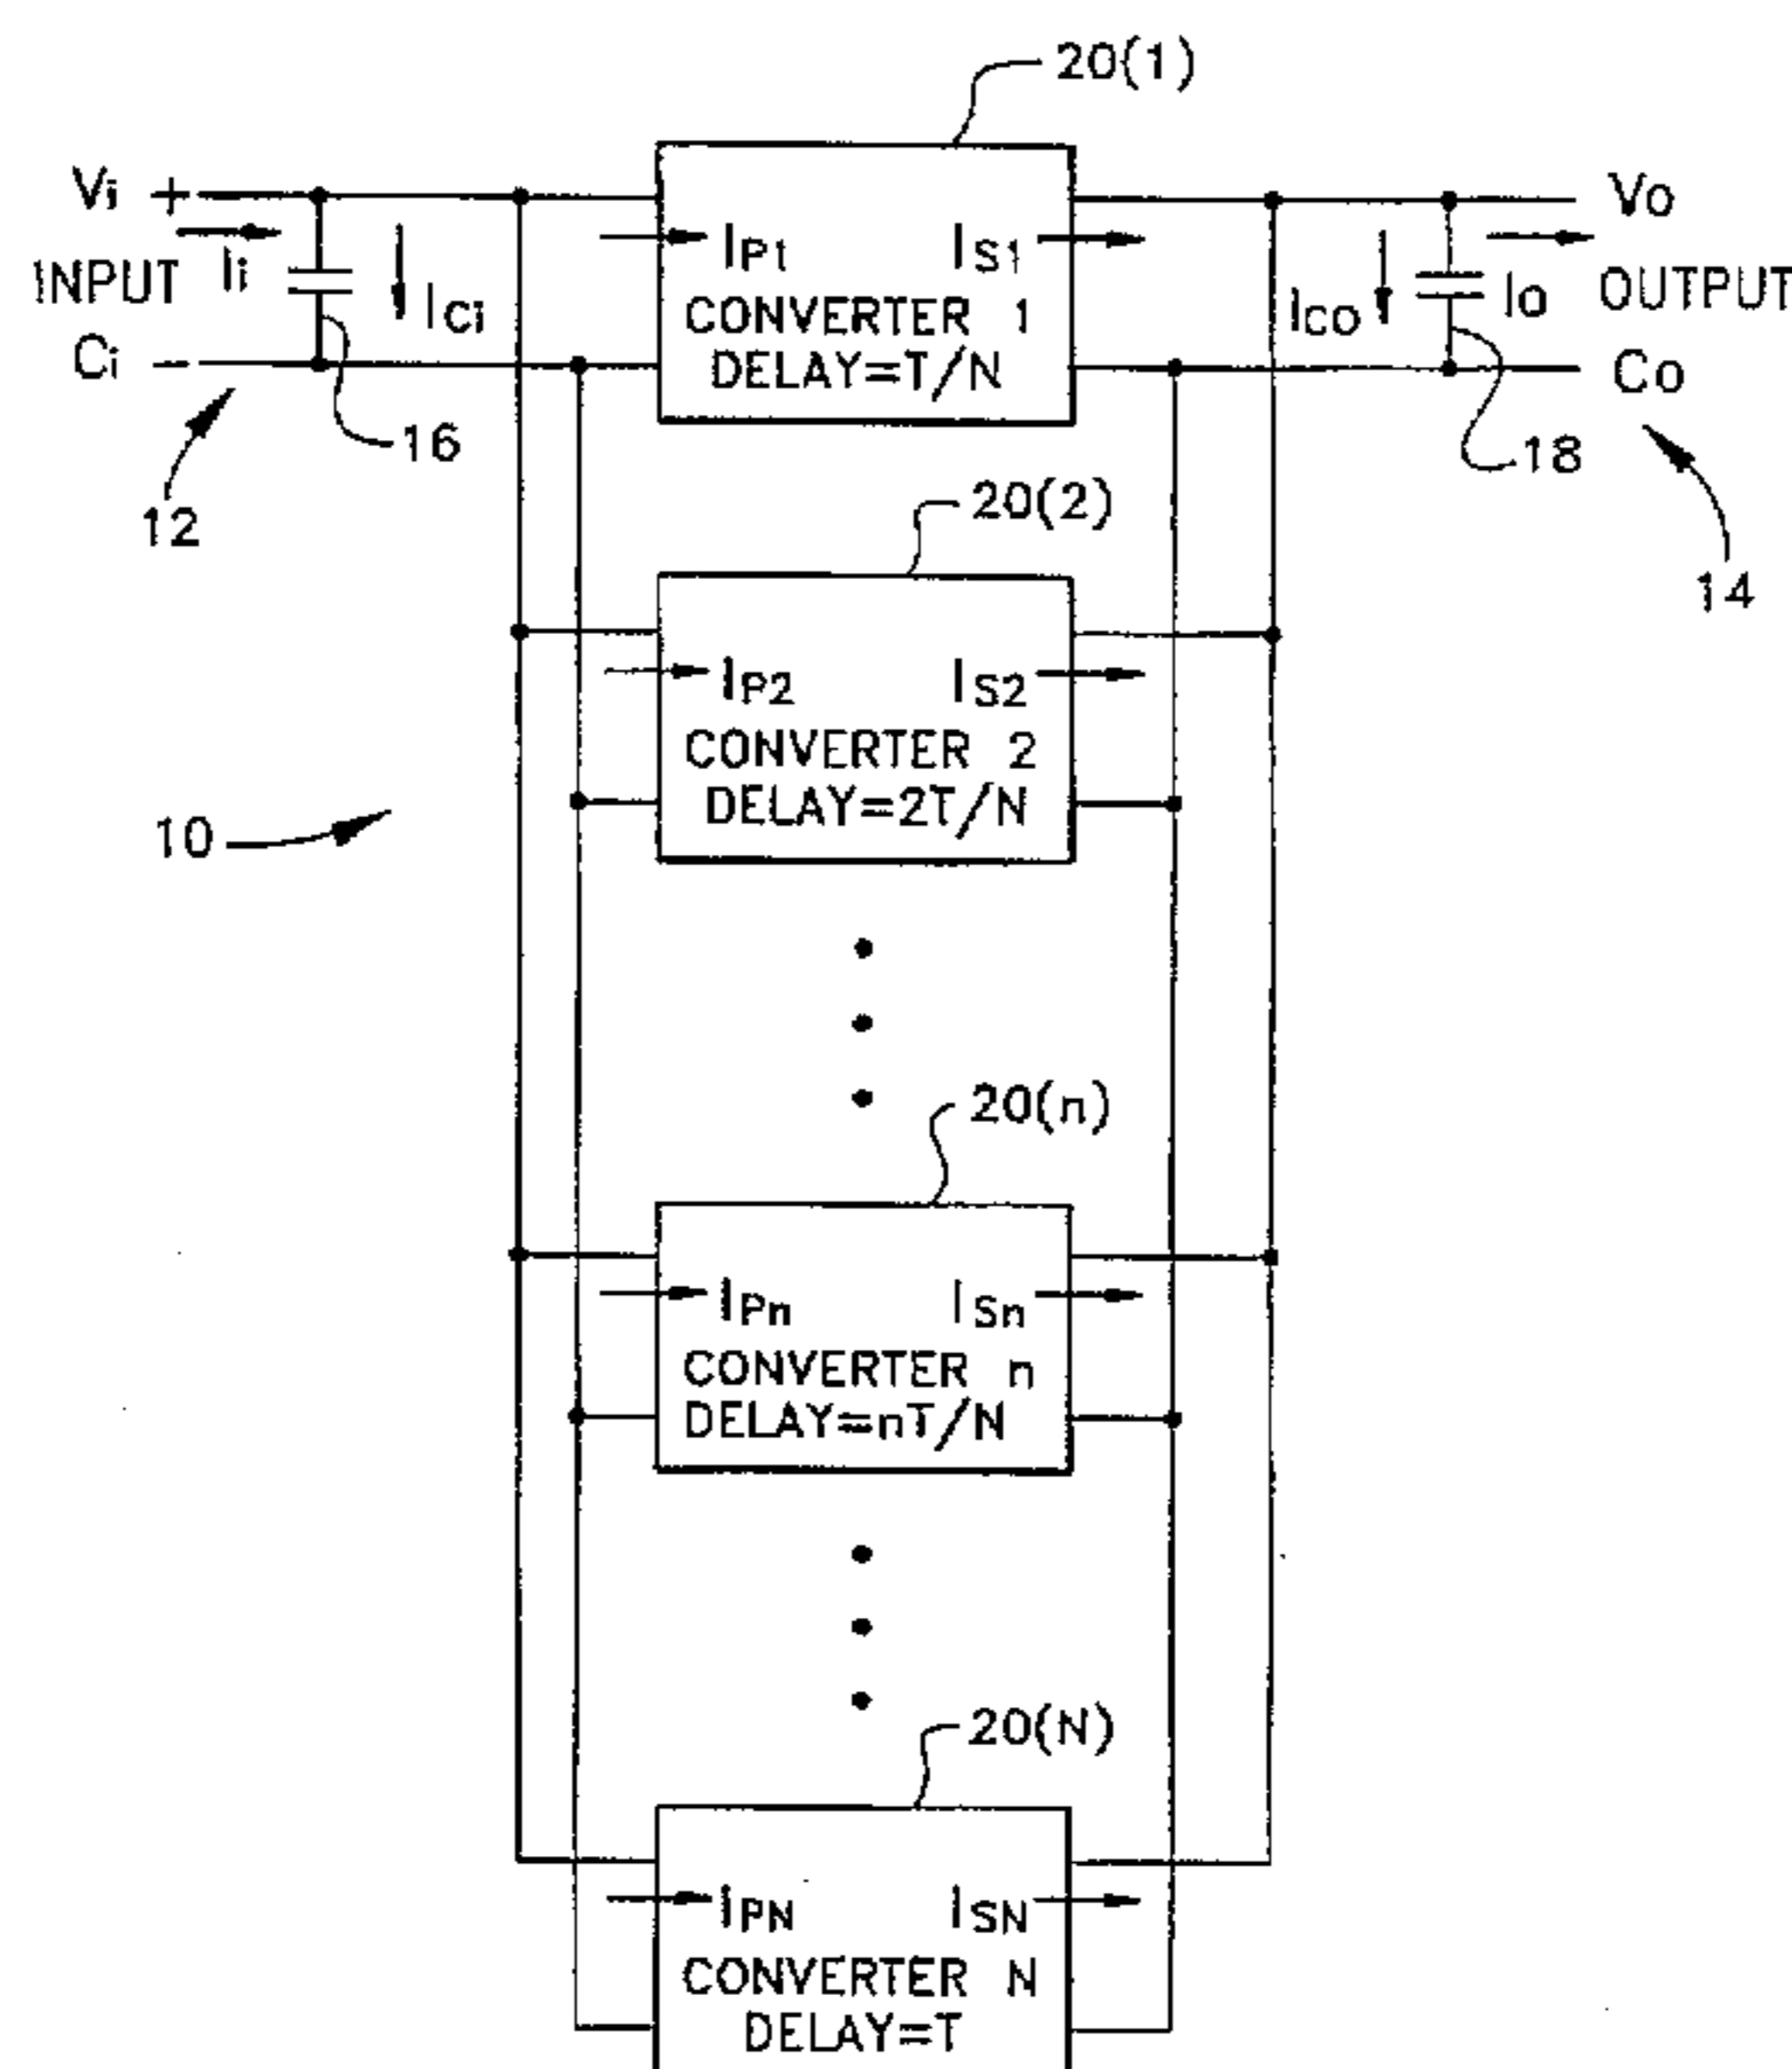 20(1)
Vi +
Ii
INPUT
ICi
Ci –
16
12
IP1 IS1
CONVERTER 1
DELAY=T/N
Vo
ICO
Io
OUTPUT
Co
18
14
20(2)
IP2 IS2
CONVERTER 2
DELAY=2T/N
10
20(n)
IPn ISn
CONVERTER n
DELAY=nT/N
20(N)
IPN ISN
CONVERTER N
DELAY=T